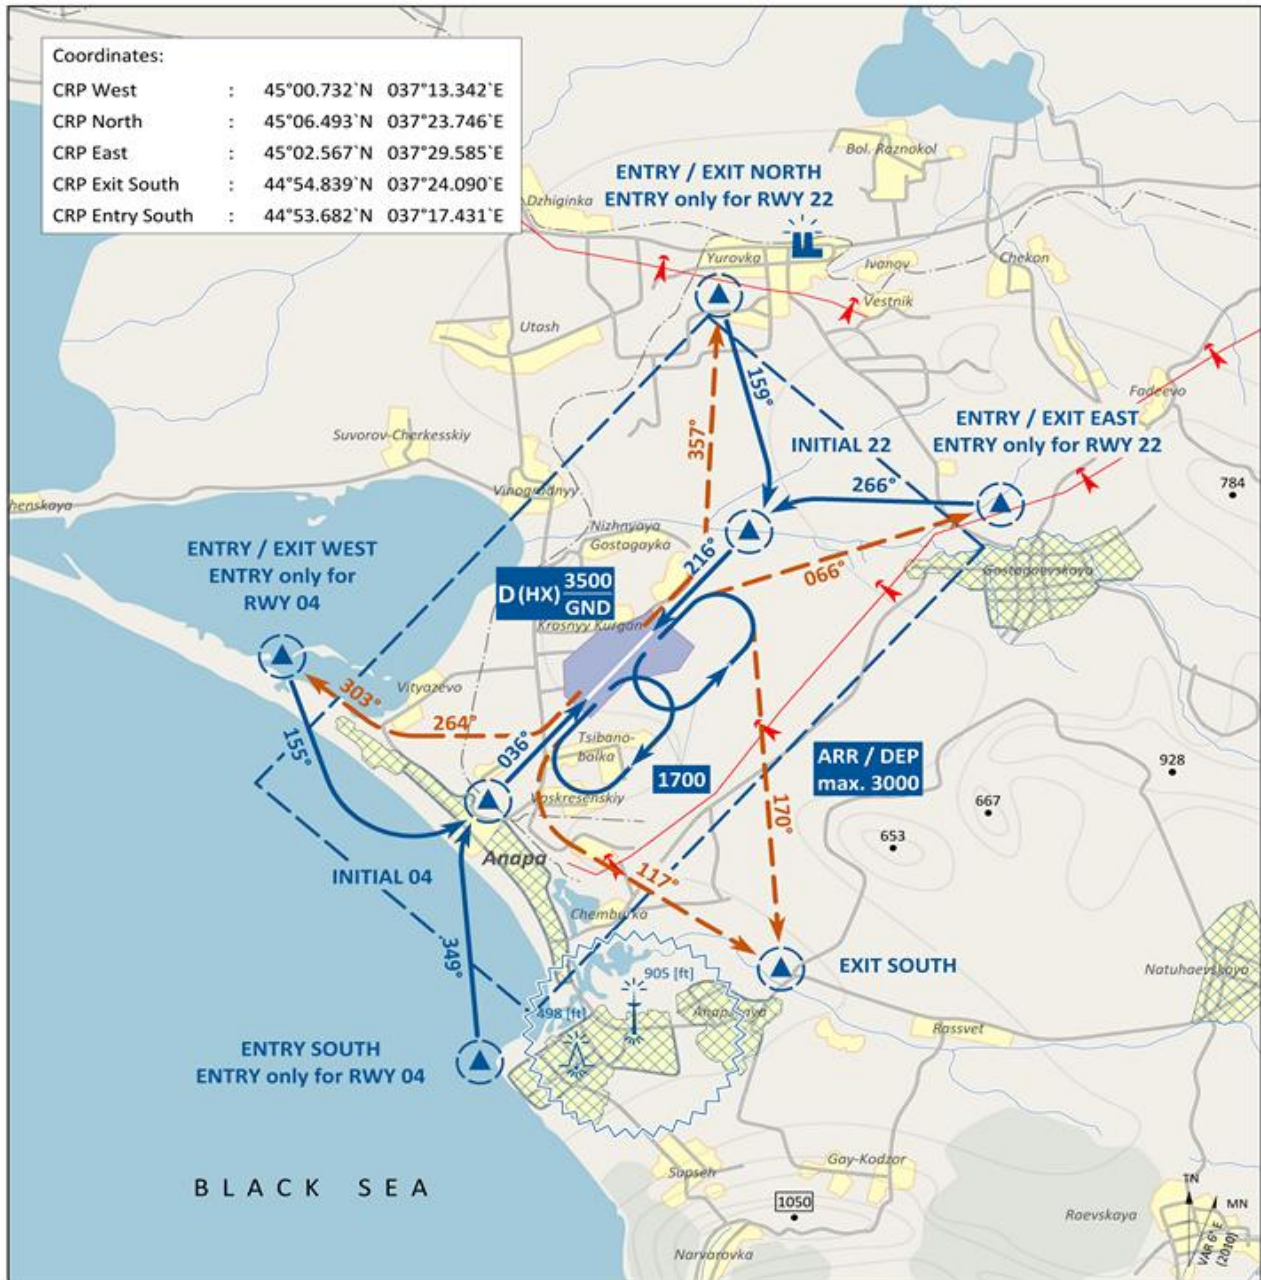 Coordinates:
CRP West : 45°00.732`N 037°13.342`E
CRP North : 45°06.493`N 037°23.746`E
CRP East : 45°02.567`N 037°29.585`E
CRP Exit South : 44°54.839`N 037°24.090`E
CRP Entry South : 44°53.682`N 037°17.431`E
Bol. Raznokol
ENTRY / EXIT NORTH
ENTRY only for RWY 22
Dzhiginka
Yurovka
Ivanov
Chekon
Vestnik
Utash
159°
Fadeevo
ENTRY / EXIT EAST
ENTRY only for RWY 22
357°
INITIAL 22
Suvorov-Cherkesskiy
266°
784
Vinogradnyy
henskaya
Nizhnyaya
Gostagayka
216°
ENTRY / EXIT WEST
ENTRY only for
RWY 04
066°
Gostagaevskaya
D(HX) 3500
GND
Krasnyy Kurgan
303°
Vityazevo
264°
155°
036°
Tsibano-
balka
1700
ARR / DEP
max. 3000
928
Voskresenskiy
667
170°
653
Anapa
INITIAL 04
117°
Chemburka
349°
EXIT SOUTH
905 [ft]
Natuhaevskaya
498 [ft]
Rassvet
ENTRY SOUTH
ENTRY only for RWY 04
BLACK SEA
Supseh
Gay-Kodzor
1050
Raevskaya
TN
MN
VAR 6° E
(2010)
Narvarovka